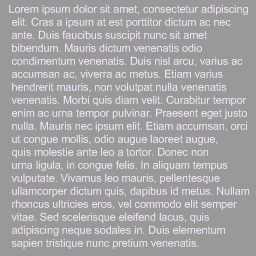 Lorem ipsum dolor sit amet, consectetur adipiscing
elit. Cras a ipsum at est porttitor dictum ac nec
ante. Duis faucibus suscipit nunc sit amet
bibendum. Mauris dictum venenatis odio
condimentum venenatis. Duis nisl arcu, varius ac
accumsan ac, viverra ac metus. Etiam varius
hendrerit mauris, non volutpat nulla venenatis
venenatis. Morbi quis diam velit. Curabitur tempor
enim ac urna tempor pulvinar. Praesent eget justo
nulla. Mauris nec ipsum elit. Etiam accumsan, orci
ut congue mollis, odio augue laoreet augue,
quis molestie ante leo a tortor. Donec non
urna ligula, in congue felis. In aliquam tempus
vulputate. Vivamus leo mauris, pellentesque
ullamcorper dictum quis, dapibus id metus. Nullam
rhoncus ultricies eros, vel commodo elit semper
vitae. Sed scelerisque eleifend lacus, quis
adipiscing neque sodales in. Duis elementum
sapien tristique nunc pretium venenatis.